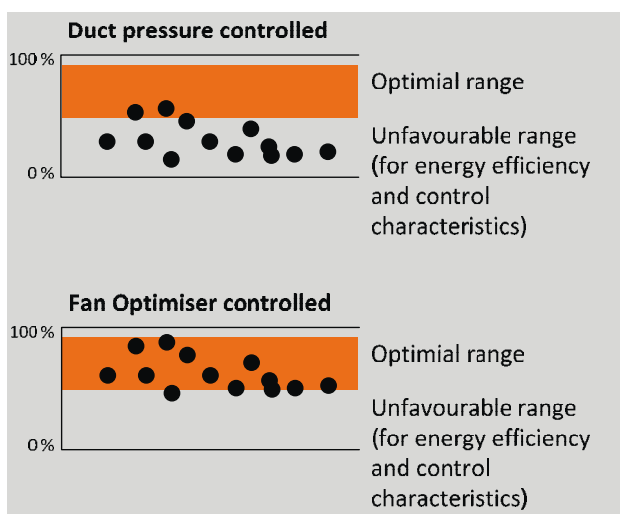 Duct pressure controlled
100 %
Optimial range
Unfavourable range
(for energy efficiency
and control
characteristics)
0 %
Fan Optimiser controlled
100 %
Optimial range
Unfavourable range
(for energy efficiency
and control
characteristics)
0 %